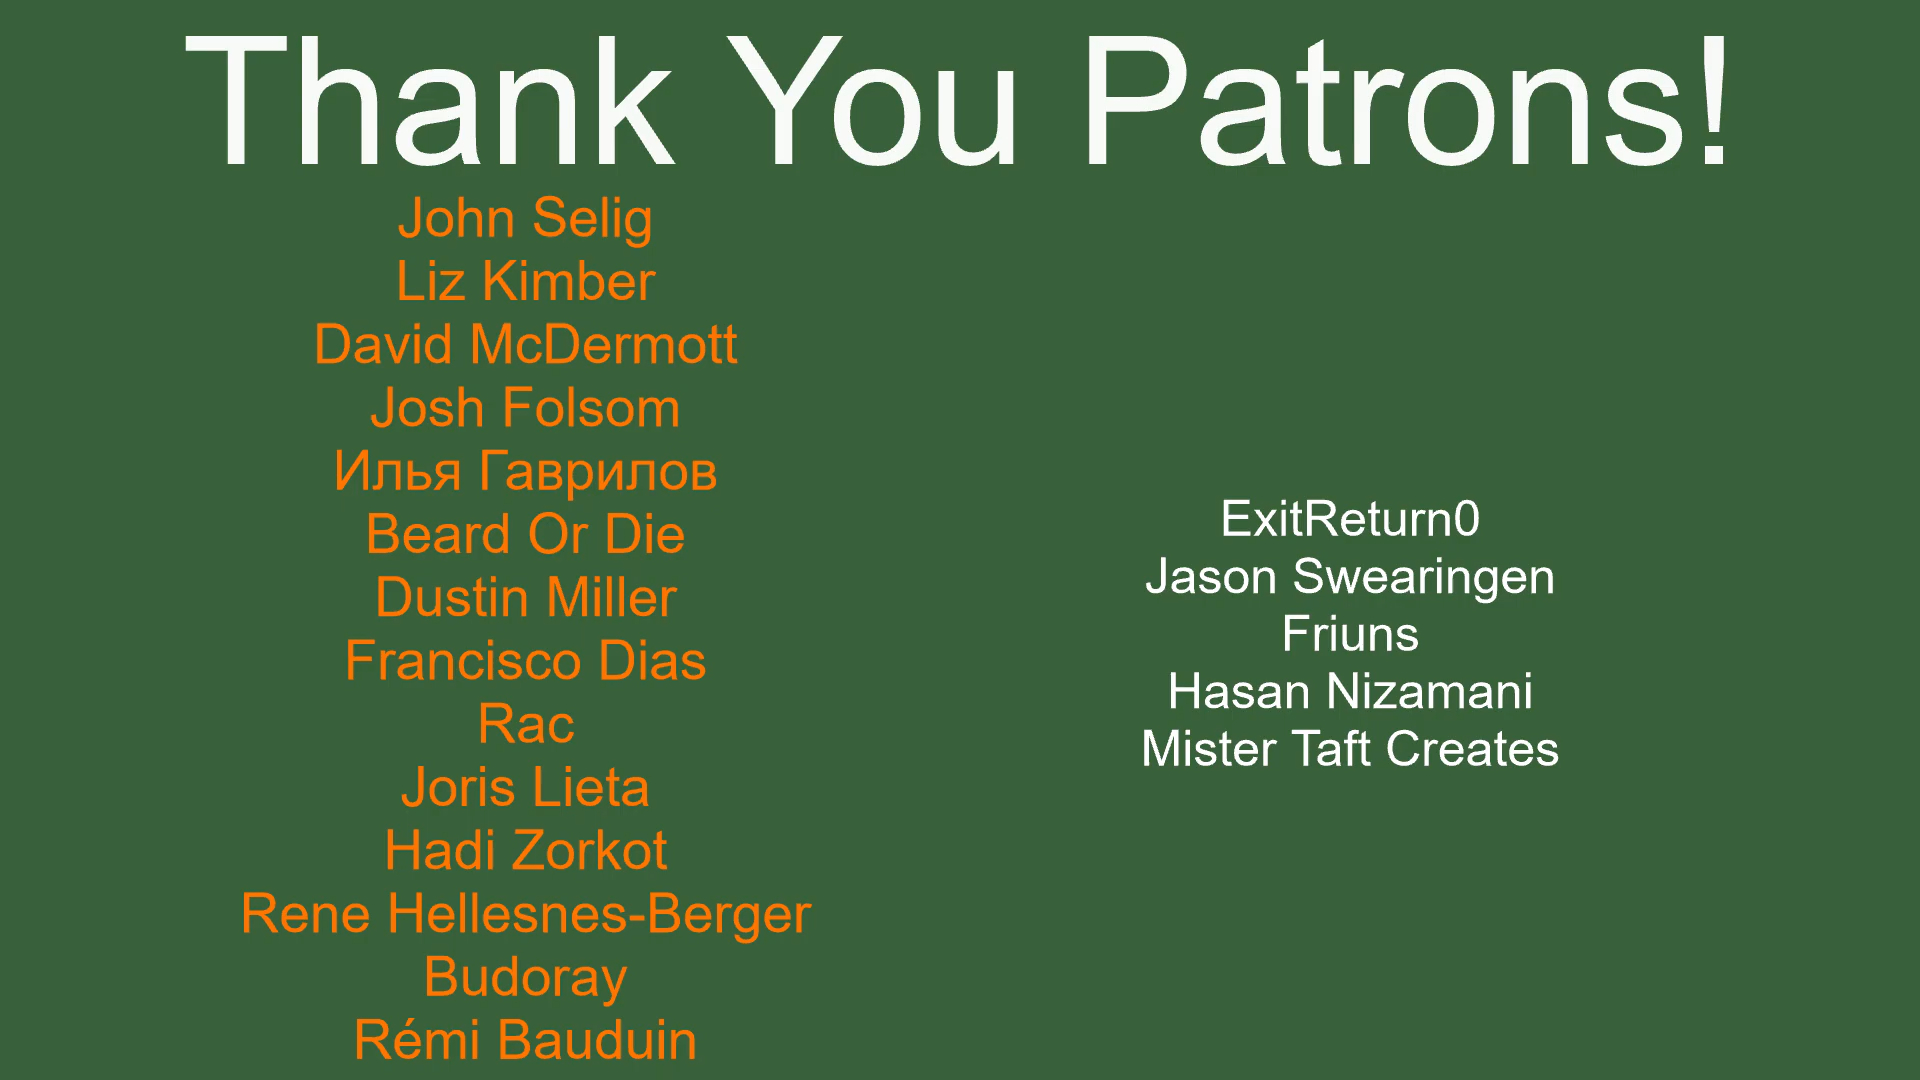 Thank You Patrons!
John Selig
Liz Kimber
David McDermott
Josh Folsom
Илья Гаврилов
Beard Or Die
Dustin Miller
Francisco Dias
Rac
Joris Lieta
Hadi Zorkot
Rene Hellesnes-Berger
Budoray
Rémi Bauduin
ExitReturn0
Jason Swearingen
Friuns
Hasan Nizamani
Mister Taft Creates